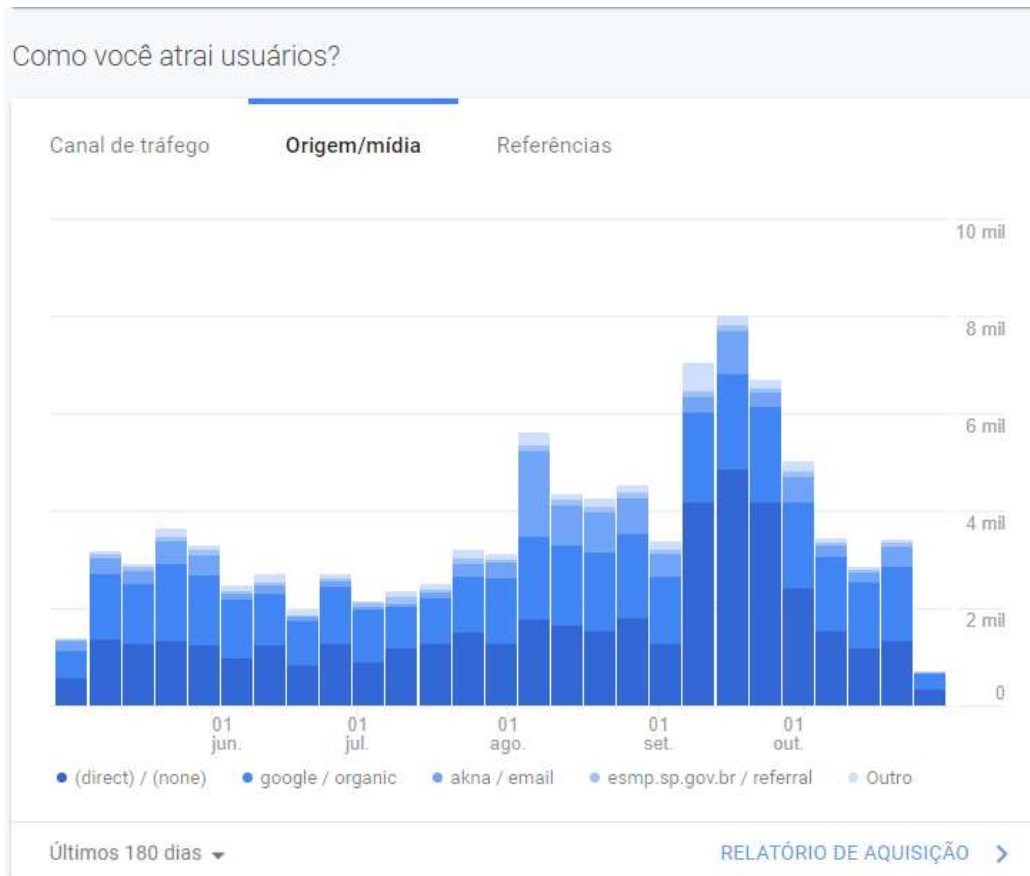 Como você atrai usuários?
Canal de tráfego Origem/mídia Referências
10 mil
8 mil
6 mil
4 mil
2 mil
0
01 01 01 01 01
jun. jul. ago. set. out.
(direct) / (none) google / organic akna / email esmp.sp.gov.br / referral Outro
Últimos 180 dias RELATÓRIO DE AQUISIÇÃO